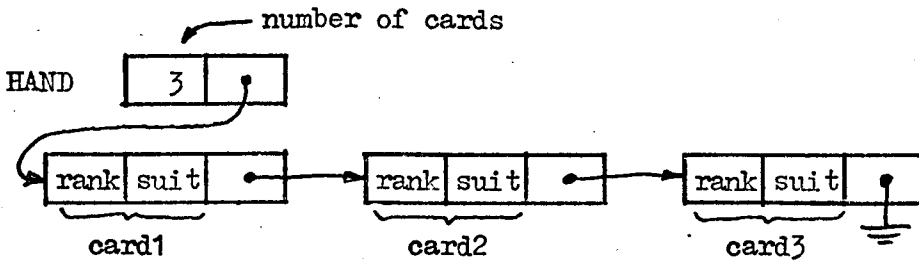 number of cards
HAND 3
rank suit rank suit rank suit
card1 card2 card3